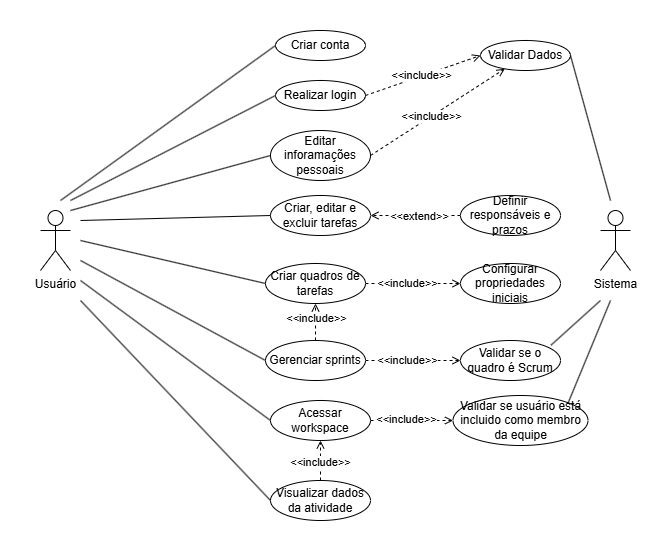 Criar conta
Validar Dados
<<include>>
Realizar login
<<include>>
Editar
inforamações
pessoais
Criar, editar e
excluir tarefas
<<extend>>
Definir
responsáveis e
prazos
Usuário
Sistema
Criar quadros de
tarefas
<<include>>
Configurar
propriedades
iniciais
<<include>>
Gerenciar sprints
<<include>>
Validar se o
quadro é Scrum
Acessar
workspace
<<include>>
Validar se usuário está
incluido como membro
da equipe
<<include>>
Visualizar dados
da atividade